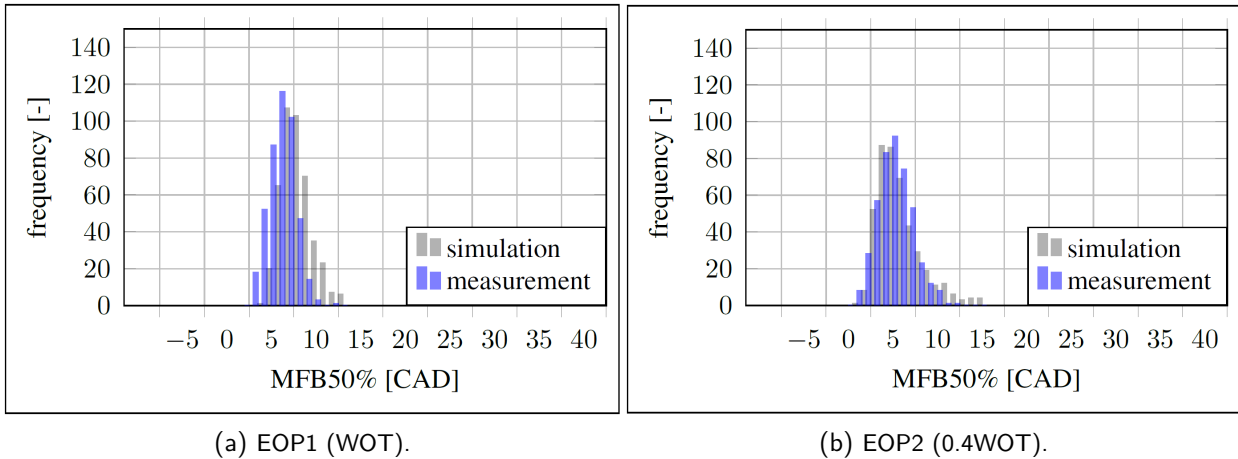 140
120
100
80
60
40
20
0
frequency [-]
simulation
measurement
−5 0 5 10 15 20 20 30 35 40
MFB50% [CAD]
(a) EOP1 (WOT).
140
120
100
80
60
40
20
0
frequency [-]
simulation
measurement
−5 0 5 10 15 20 20 30 35 40
MFB50% [CAD]
(b) EOP2 (0.4WOT).